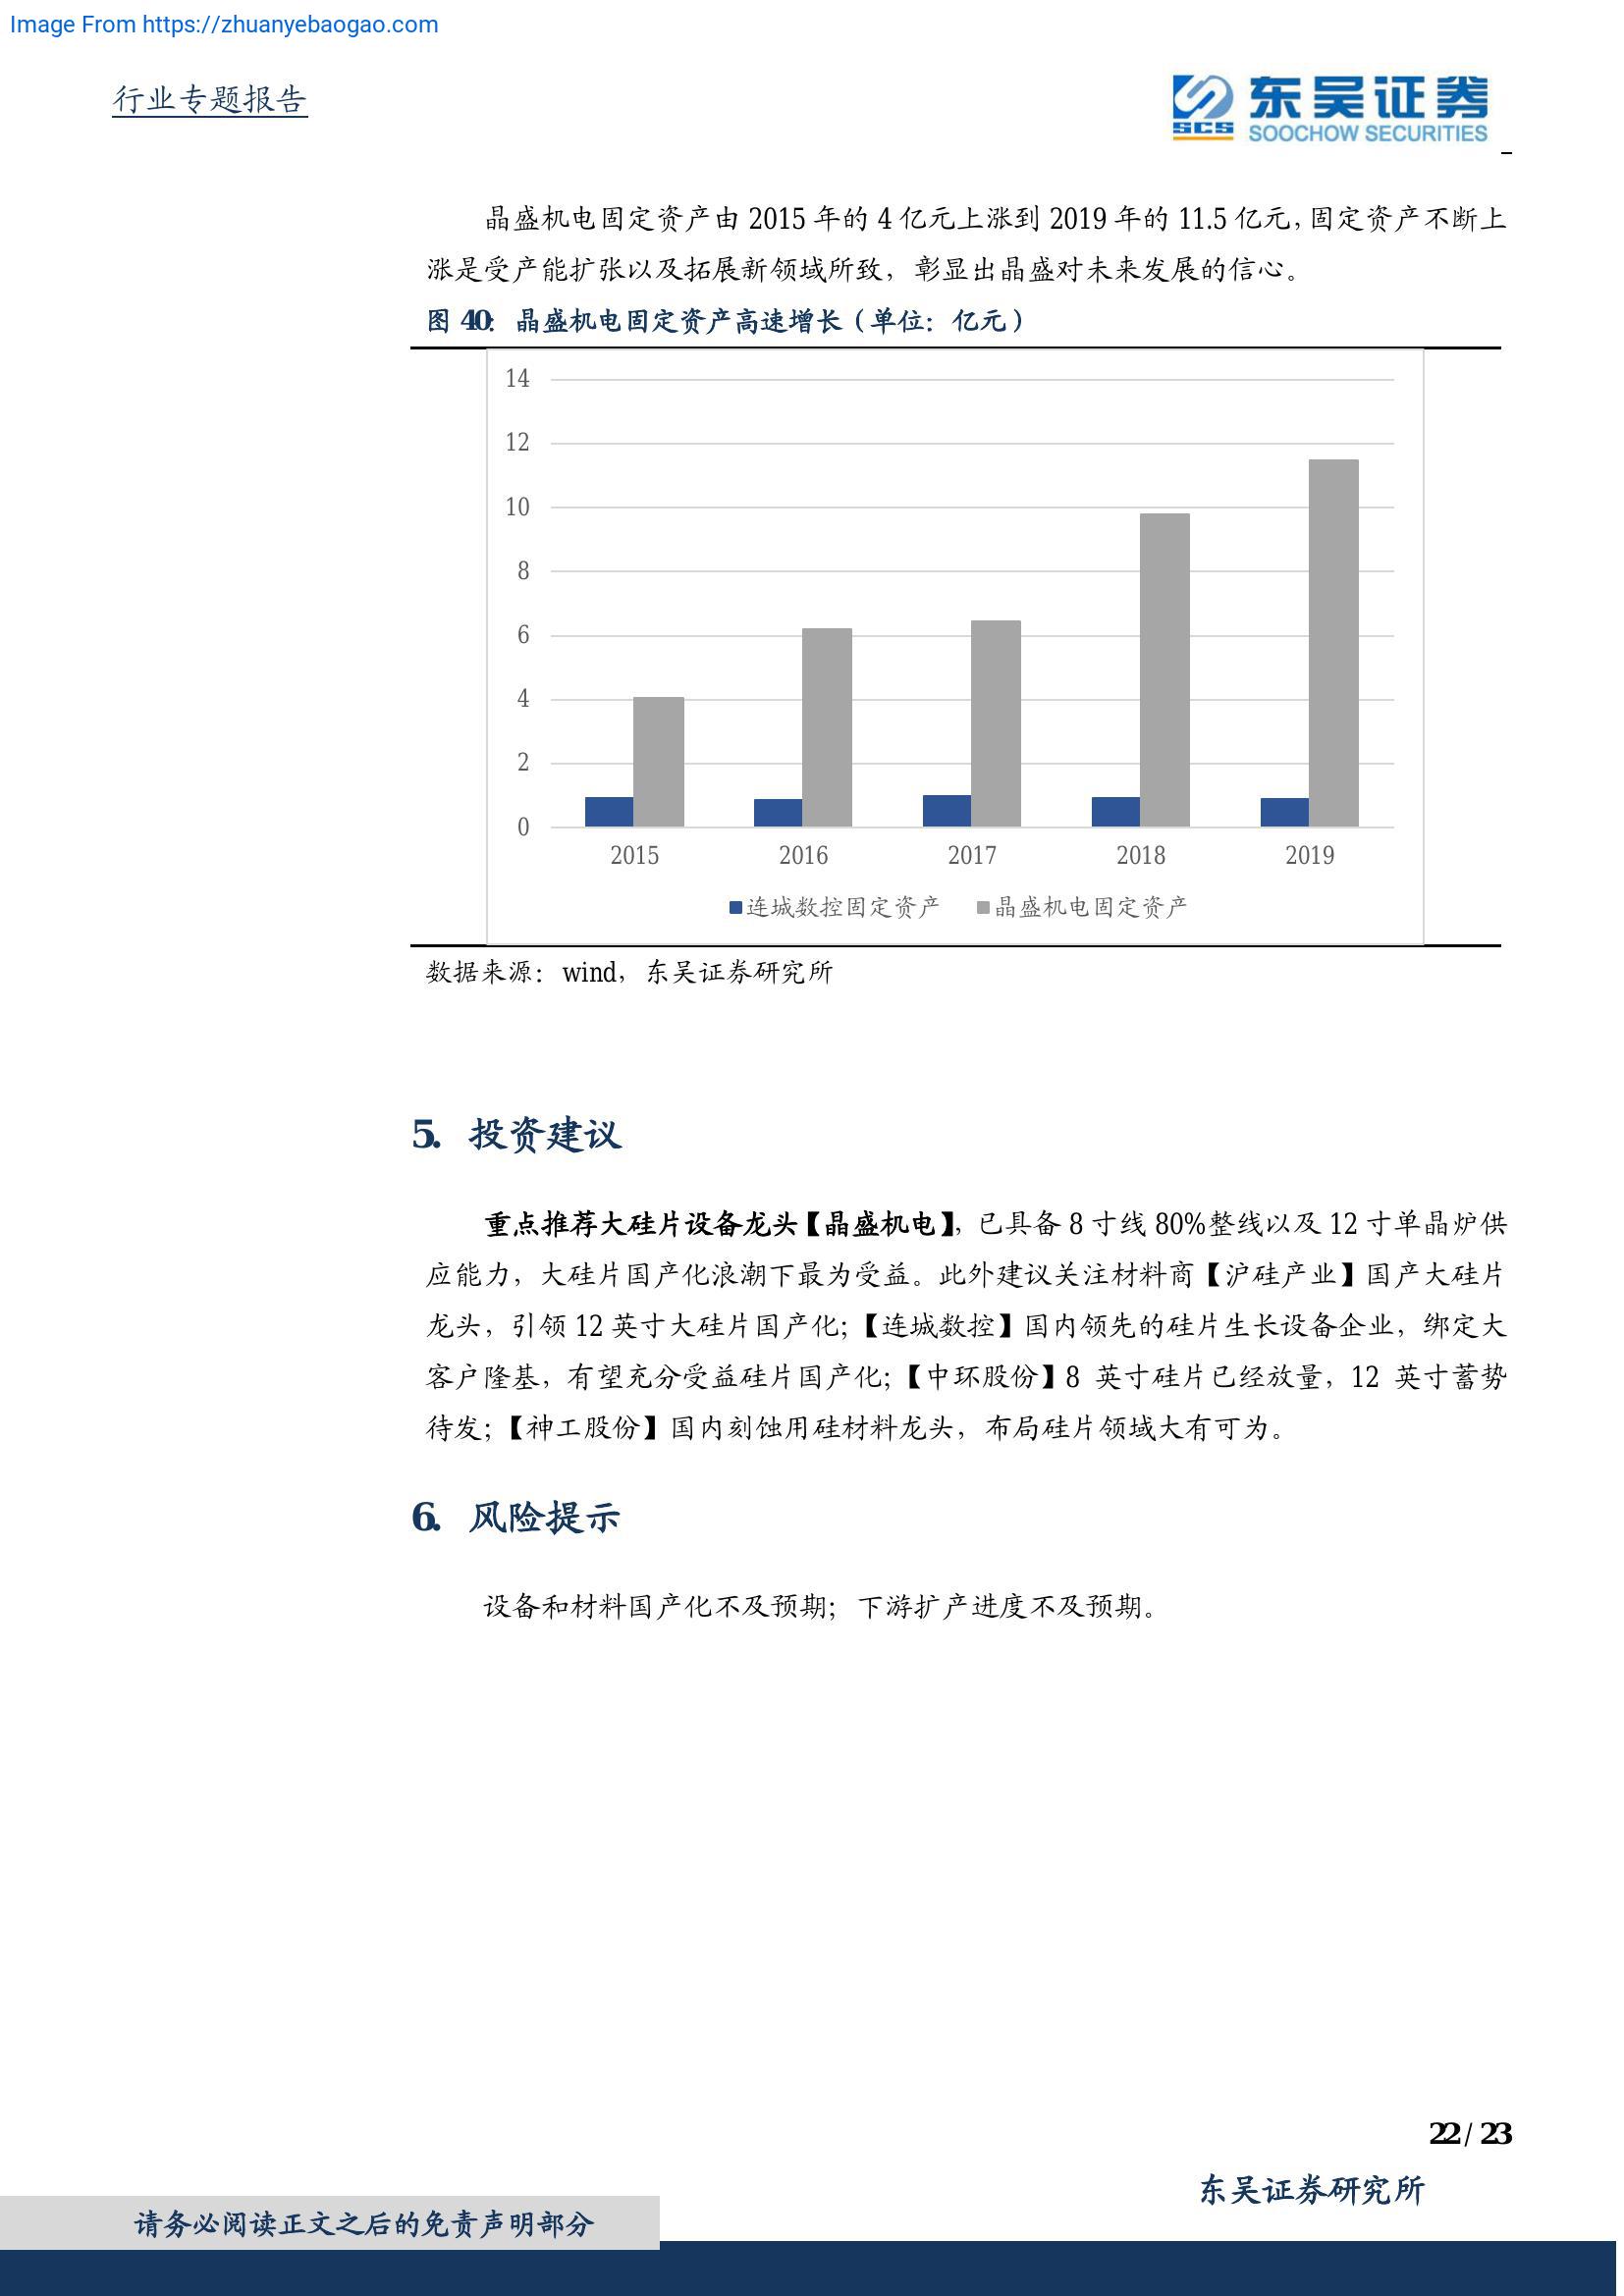 Image From https://zhuanyebaogao.com
行业专题报告
东吴证券
SCS
SOOCHOW SECURITIES
晶盛机电固定资产由 2015 年的 4 亿元上涨到 2019 年的 11.5 亿元，固定资产不断上
涨是受产能扩张以及拓展新领域所致，彰显出晶盛对未来发展的信心。
图 40：晶盛机电固定资产高速增长（单位：亿元）
14
12
10
8
6
4
2
0
2015 2016 2017 2018 2019
连城数控固定资产 晶盛机电固定资产
数据来源：wind，东吴证券研究所
5. 投资建议
重点推荐大硅片设备龙头【晶盛机电】，已具备 8 寸线 80%整线以及 12 寸单晶炉供
应能力，大硅片国产化浪潮下最为受益。此外建议关注材料商【沪硅产业】国产大硅片
龙头，引领 12 英寸大硅片国产化；【连城数控】国内领先的硅片生长设备企业，绑定大
客户隆基，有望充分受益硅片国产化；【中环股份】8 英寸硅片已经放量，12 英寸蓄势
待发；【神工股份】国内刻蚀用硅材料龙头，布局硅片领域大有可为。
6. 风险提示
设备和材料国产化不及预期；下游扩产进度不及预期。
22 / 23
东吴证券研究所
请务必阅读正文之后的免责声明部分